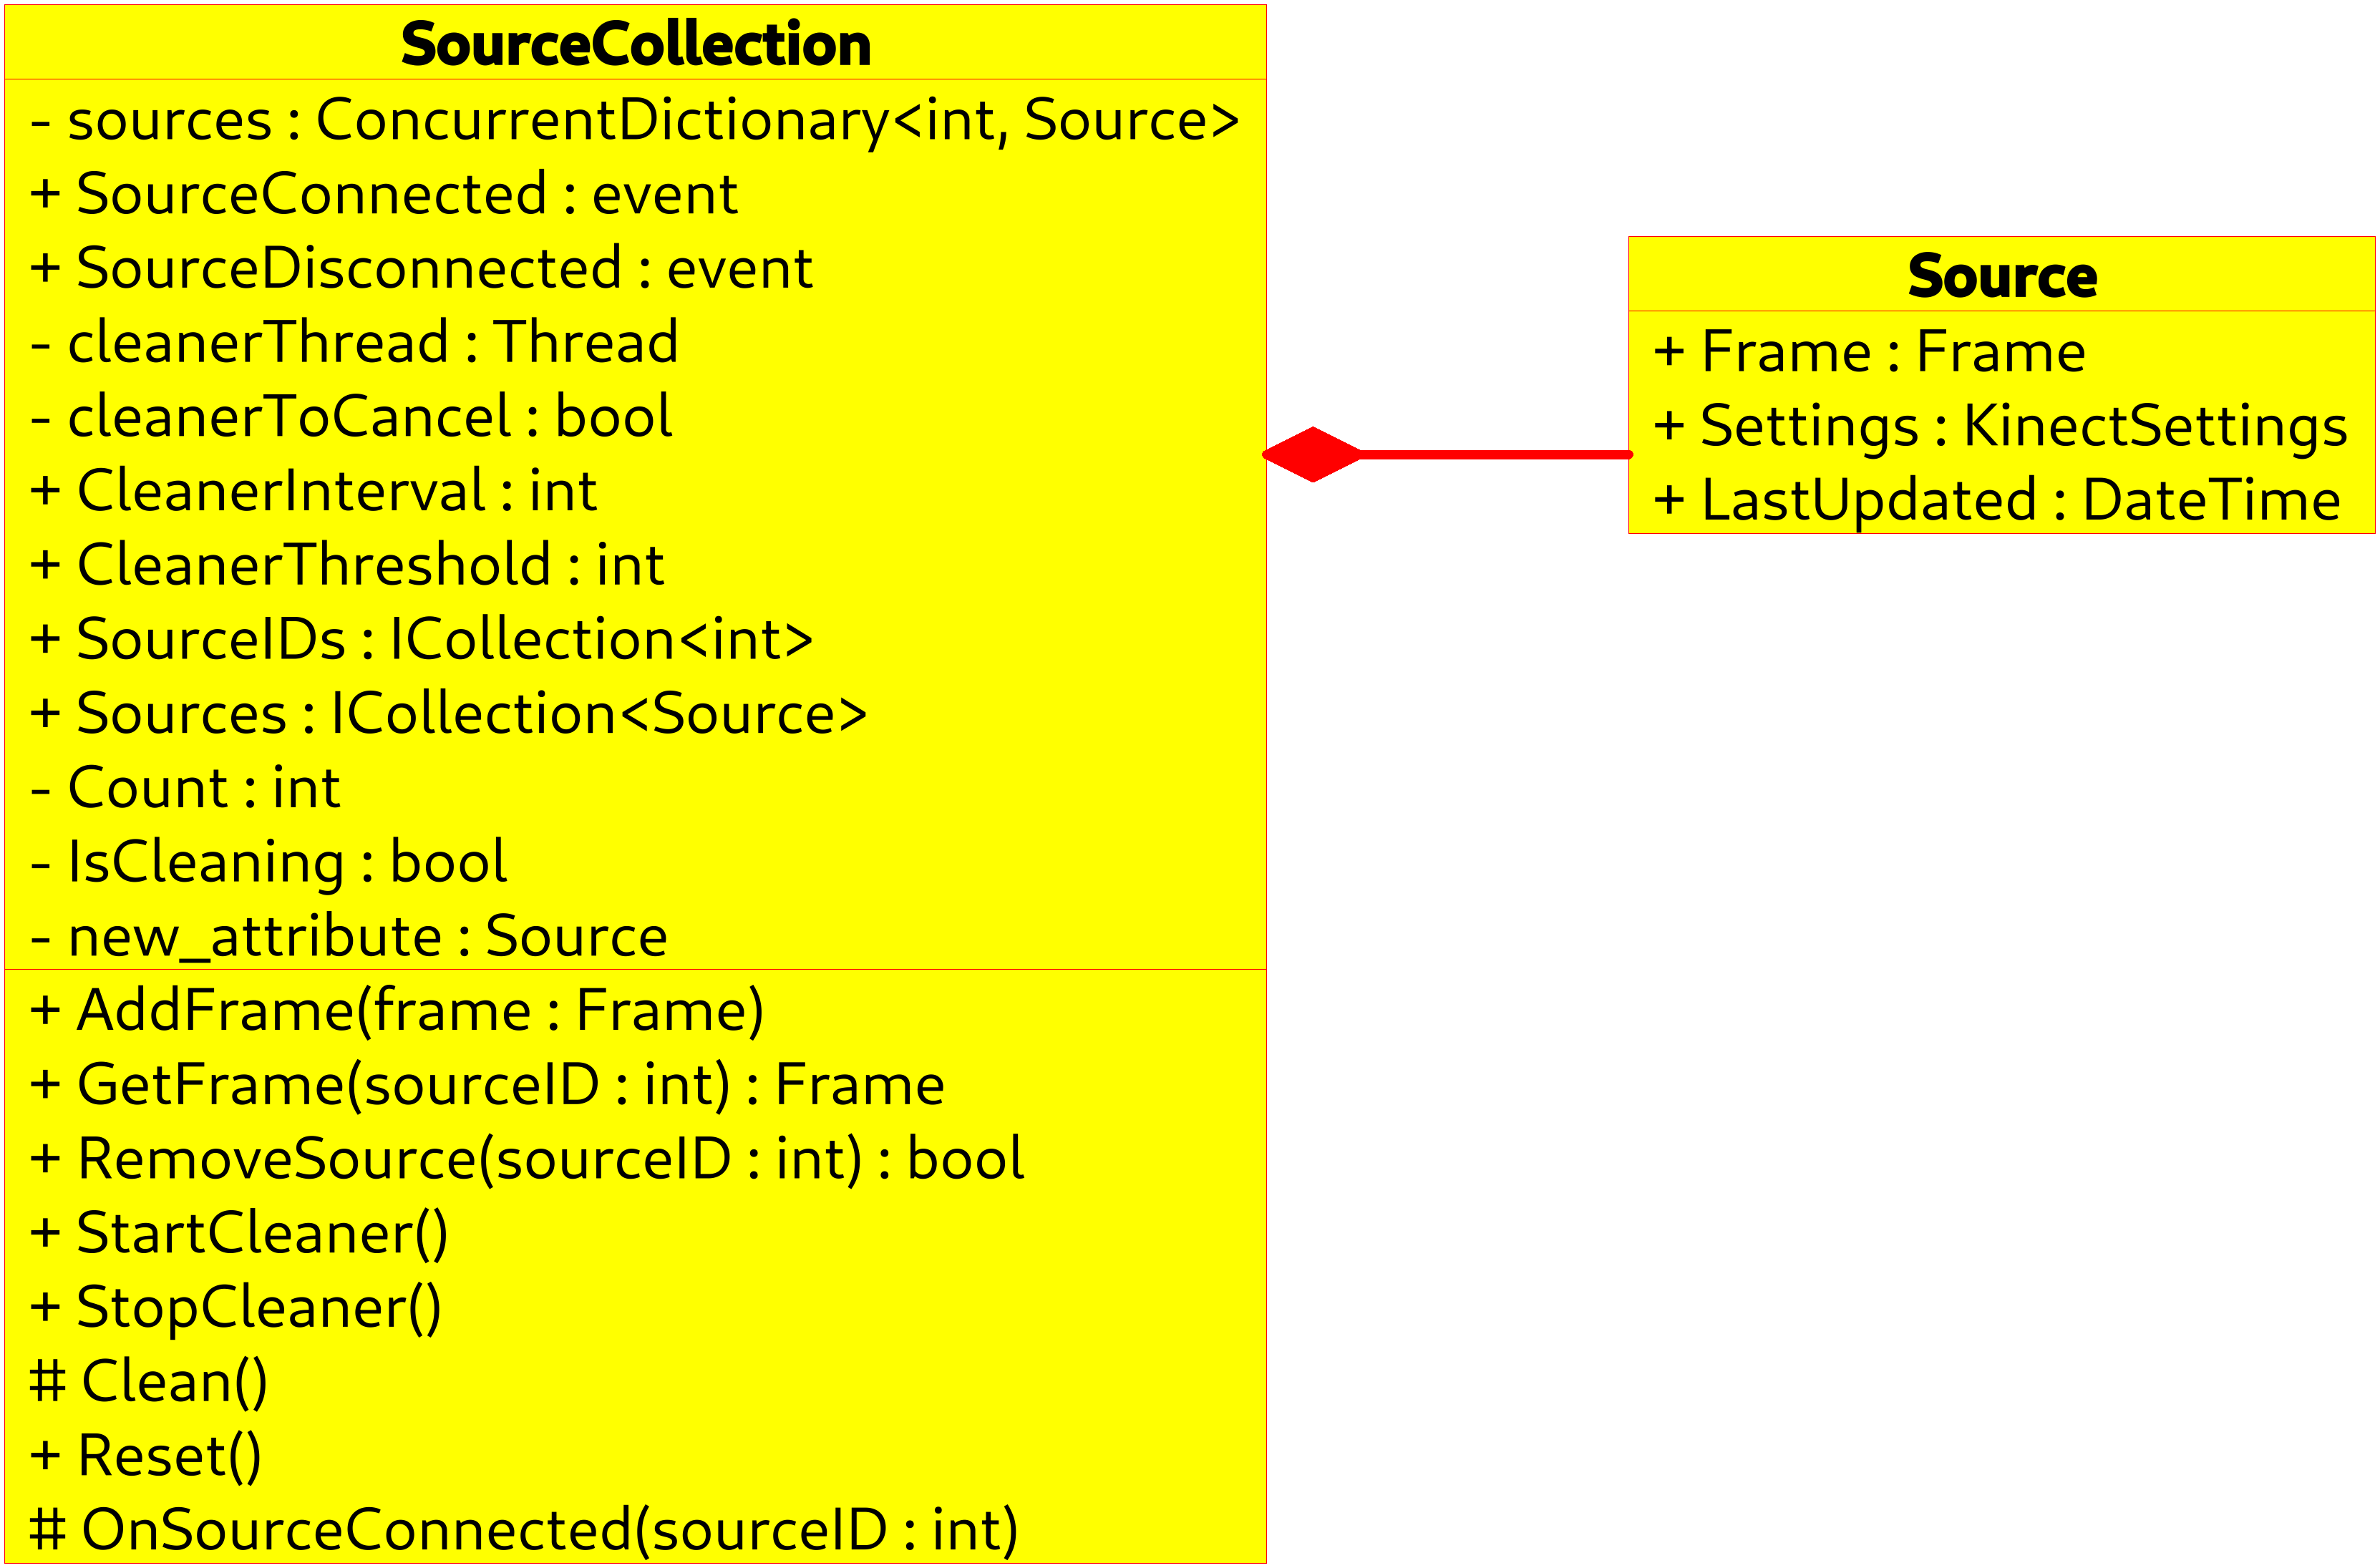 SourceCollection
- sources : ConcurrentDictionary<int, Source>
+ SourceConnected : event
+ SourceDisconnected : event
- cleanerThread : Thread
- cleanerToCancel : bool
+ CleanerInterval : int
+ CleanerThreshold : int
+ SourceIDs : ICollection<int>
+ Sources : ICollection<Source>
- Count : int
- IsCleaning : bool
- new_attribute : Source
+ AddFrame(frame : Frame)
+ GetFrame(sourceID : int) : Frame
+ RemoveSource(sourceID : int) : bool
+ StartCleaner()
+ StopCleaner()
# Clean()
+ Reset()
# OnSourceConnected(sourceID : int)
Source
+ Frame : Frame
+ Settings : KinectSettings
+ LastUpdated : DateTime